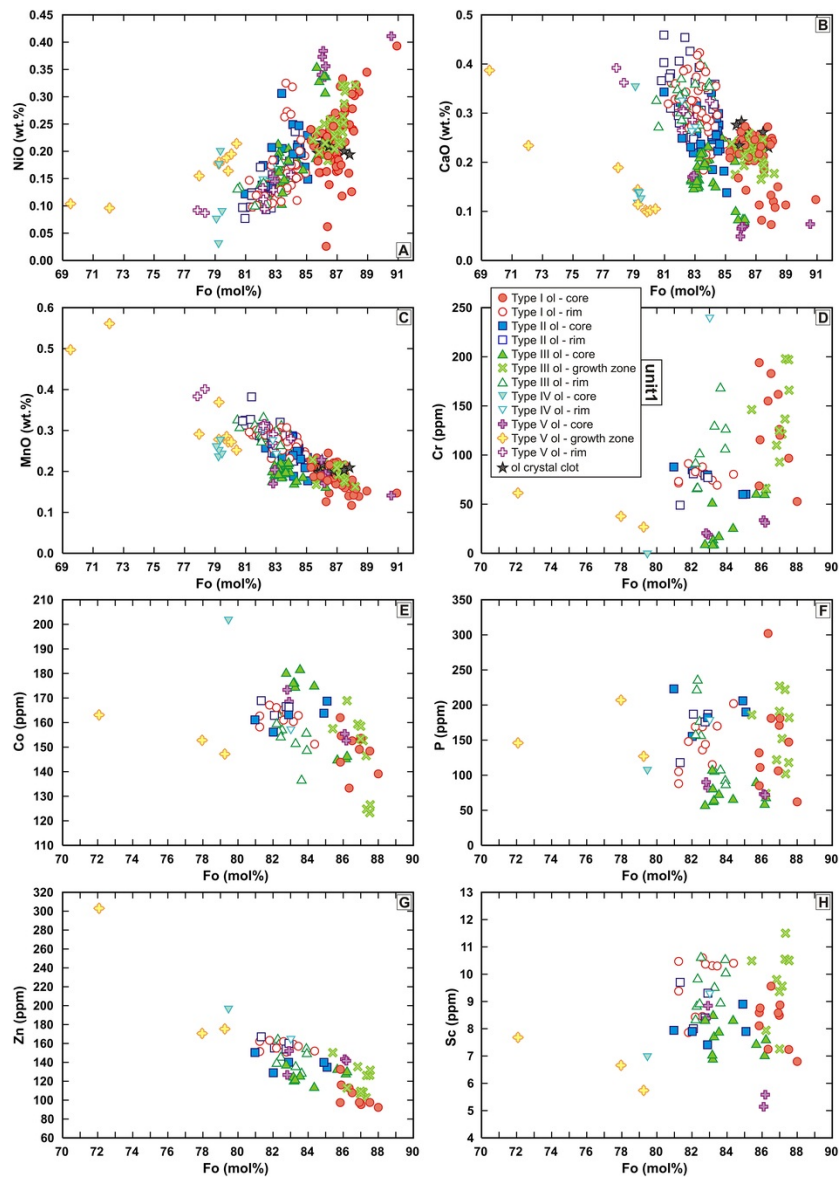 0.45
0.40
0.35
0.30
0.25
0.20
0.15
0.10
0.05
0.00
NiO (wt.%)
A
69 71 73 75 77 79 81 83 85 87 89 91
Fo (mol%)
0.5
0.4
0.3
0.2
0.1
0.0
CaO (wt.%)
B
69 71 73 75 77 79 81 83 85 87 89 91
Fo (mol%)
0.6
0.5
0.4
0.3
0.2
0.1
0.0
MnO (wt.%)
C
69 71 73 75 77 79 81 83 85 87 89 91
Fo (mol%)
Type I ol - core
Type I ol - rim
Type II ol - core
Type II ol - rim
Type III ol - core
Type III ol - growth zone
Type III ol - rim
Type IV ol - core
Type IV ol - rim
Type V ol - core
Type V ol - growth zone
Type V ol - rim
ol crystal clot
unit1
250
200
150
100
50
0
Cr (ppm)
D
70 72 74 76 78 80 82 84 86 88 90
Fo (mol%)
210
200
190
180
170
160
150
140
130
120
110
Co (ppm)
E
70 72 74 76 78 80 82 84 86 88 90
Fo (mol%)
350
300
250
200
150
100
50
0
P (ppm)
F
70 72 74 76 78 80 82 84 86 88 90
Fo (mol%)
320
300
280
260
240
220
200
180
160
140
120
100
80
60
Zn (ppm)
G
70 72 74 76 78 80 82 84 86 88 90
Fo (mol%)
13
12
11
10
9
8
7
6
5
4
Sc (ppm)
H
70 72 74 76 78 80 82 84 86 88 90
Fo (mol%)